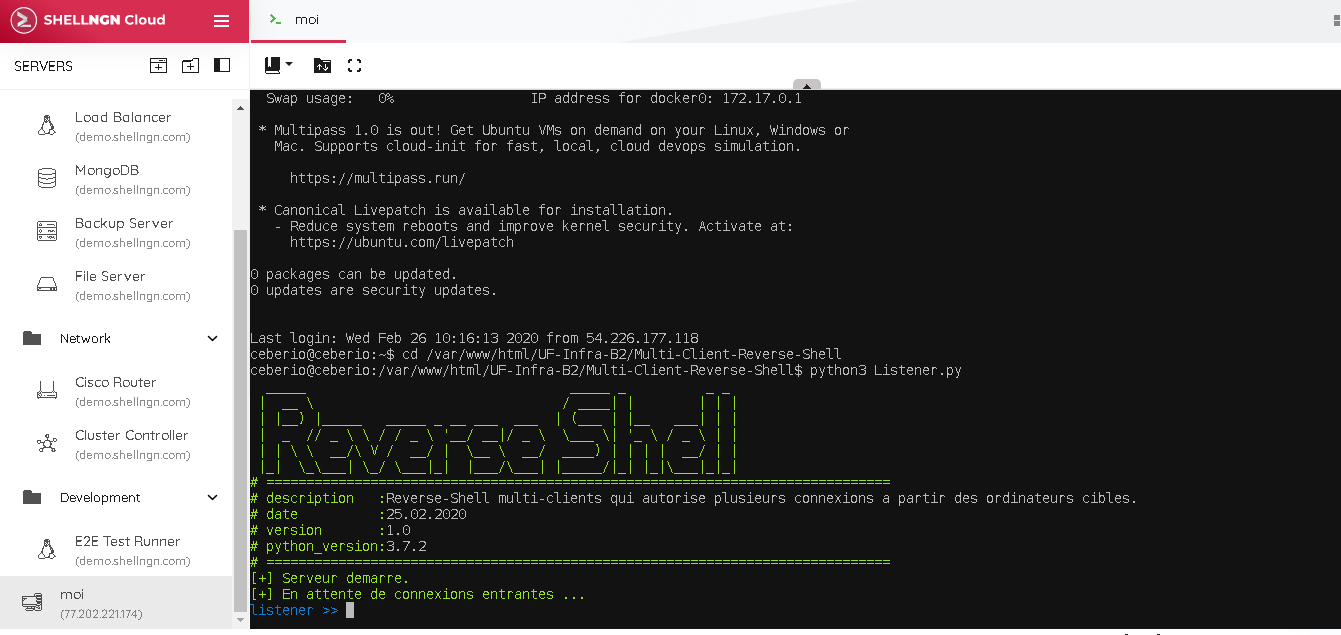 SHELLNGN Cloud
moi
SERVERS
Load Balancer
(demo.shellngn.com)
MongoDB
(demo.shellngn.com)
Backup Server
(demo.shellngn.com)
File Server
(demo.shellngn.com)
Network
Cisco Router
(demo.shellngn.com)
Cluster Controller
(demo.shellngn.com)
Development
E2E Test Runner
(demo.shellngn.com)
moi
(77.202.221.174)
Swap usage:   0%                 IP address for docker0: 172.17.0.1
* Multipass 1.0 is out! Get Ubuntu VMs on demand on your Linux, Windows or
Mac. Supports cloud-init for fast, local, cloud devops simulation.
https://multipass.run/
* Canonical Livepatch is available for installation.
- Reduce system reboots and improve kernel security. Activate at:
https://ubuntu.com/livepatch
0 packages can be updated.
0 updates are security updates.
Last login: Wed Feb 26 10:16:13 2020 from 54.226.177.118
ceberio@ceberio:~$ cd /var/www/html/UF-Infra-B2/Multi-Client-Reverse-Shell
ceberio@ceberio:/var/www/html/UF-Infra-B2/Multi-Client-Reverse-Shell$ python3 Listener.py
ReverseShell
# ==============================================================================
# description   :Reverse-Shell multi-clients qui autorise plusieurs connexions a partir des ordinateurs cibles.
# date          :25.02.2020
# version       :1.0
# python_version:3.7.2
# ==============================================================================
[+] Serveur demarre.
[+] En attente de connexions entrantes ...
listener >>